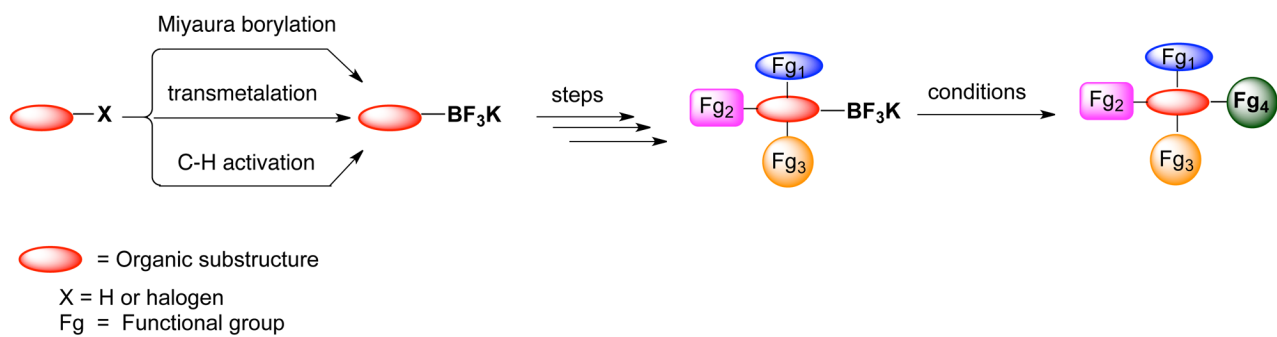 Miyaura borylation
transmetalation
C-H activation
X
BF₃K
steps
Fg₁
Fg₂
BF₃K
Fg₃
conditions
Fg₁
Fg₂
Fg₄
Fg₃
= Organic substructure
X = H or halogen
Fg = Functional group